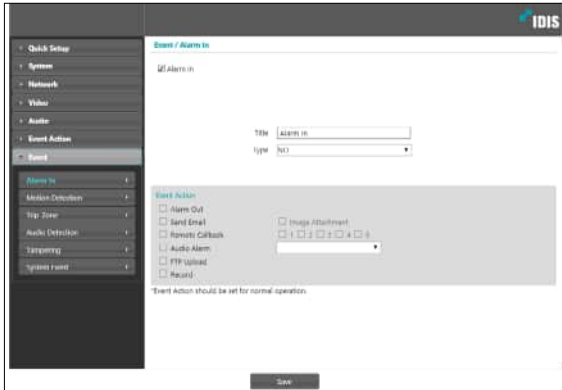 IDIS
Quick Setup
System
Network
Video
Audio
Event Action
Event
Alarm In
Motion Detection
Trip Zone
Audio Detection
Tampering
System Event
Event / Alarm In
Alarm In
Title Alarm In
Type NO
Event Action
Alarm Out
Send Email Image Attachment
Remote Callback 1 2 3 4 5
Audio Alarm
FTP Upload
Record
*Event Action should be set for normal operation.
Save